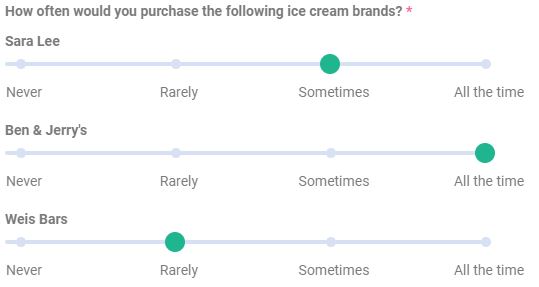 How often would you purchase the following ice cream brands? *
Sara Lee
Never Rarely Sometimes All the time
Ben & Jerry's
Never Rarely Sometimes All the time
Weis Bars
Never Rarely Sometimes All the time